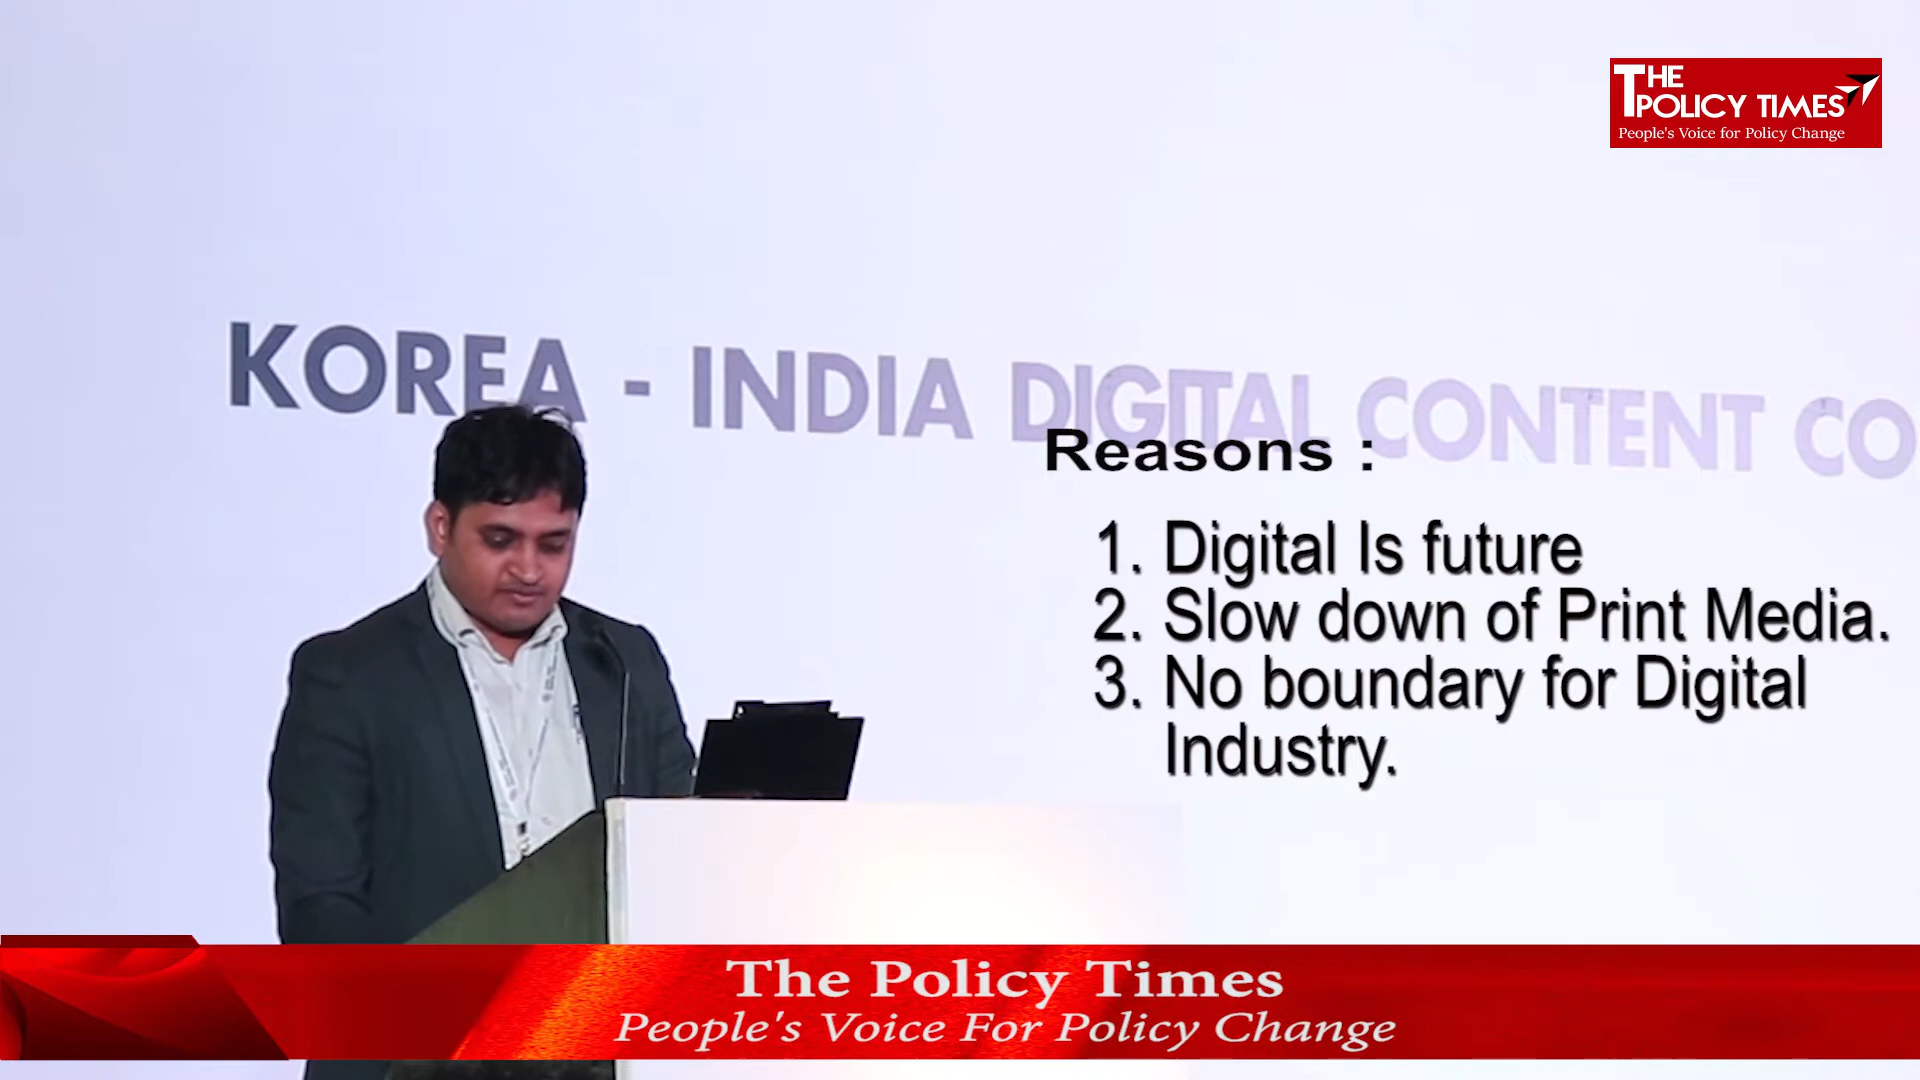 THE
POLICY TIMES
People's Voice for Policy Change
KOREA - INDIA DIGITAL CONTENT CO
Reasons :
1. Digital Is future
2. Slow down of Print Media.
3. No boundary for Digital
Industry.
The Policy Times
People's Voice For Policy Change